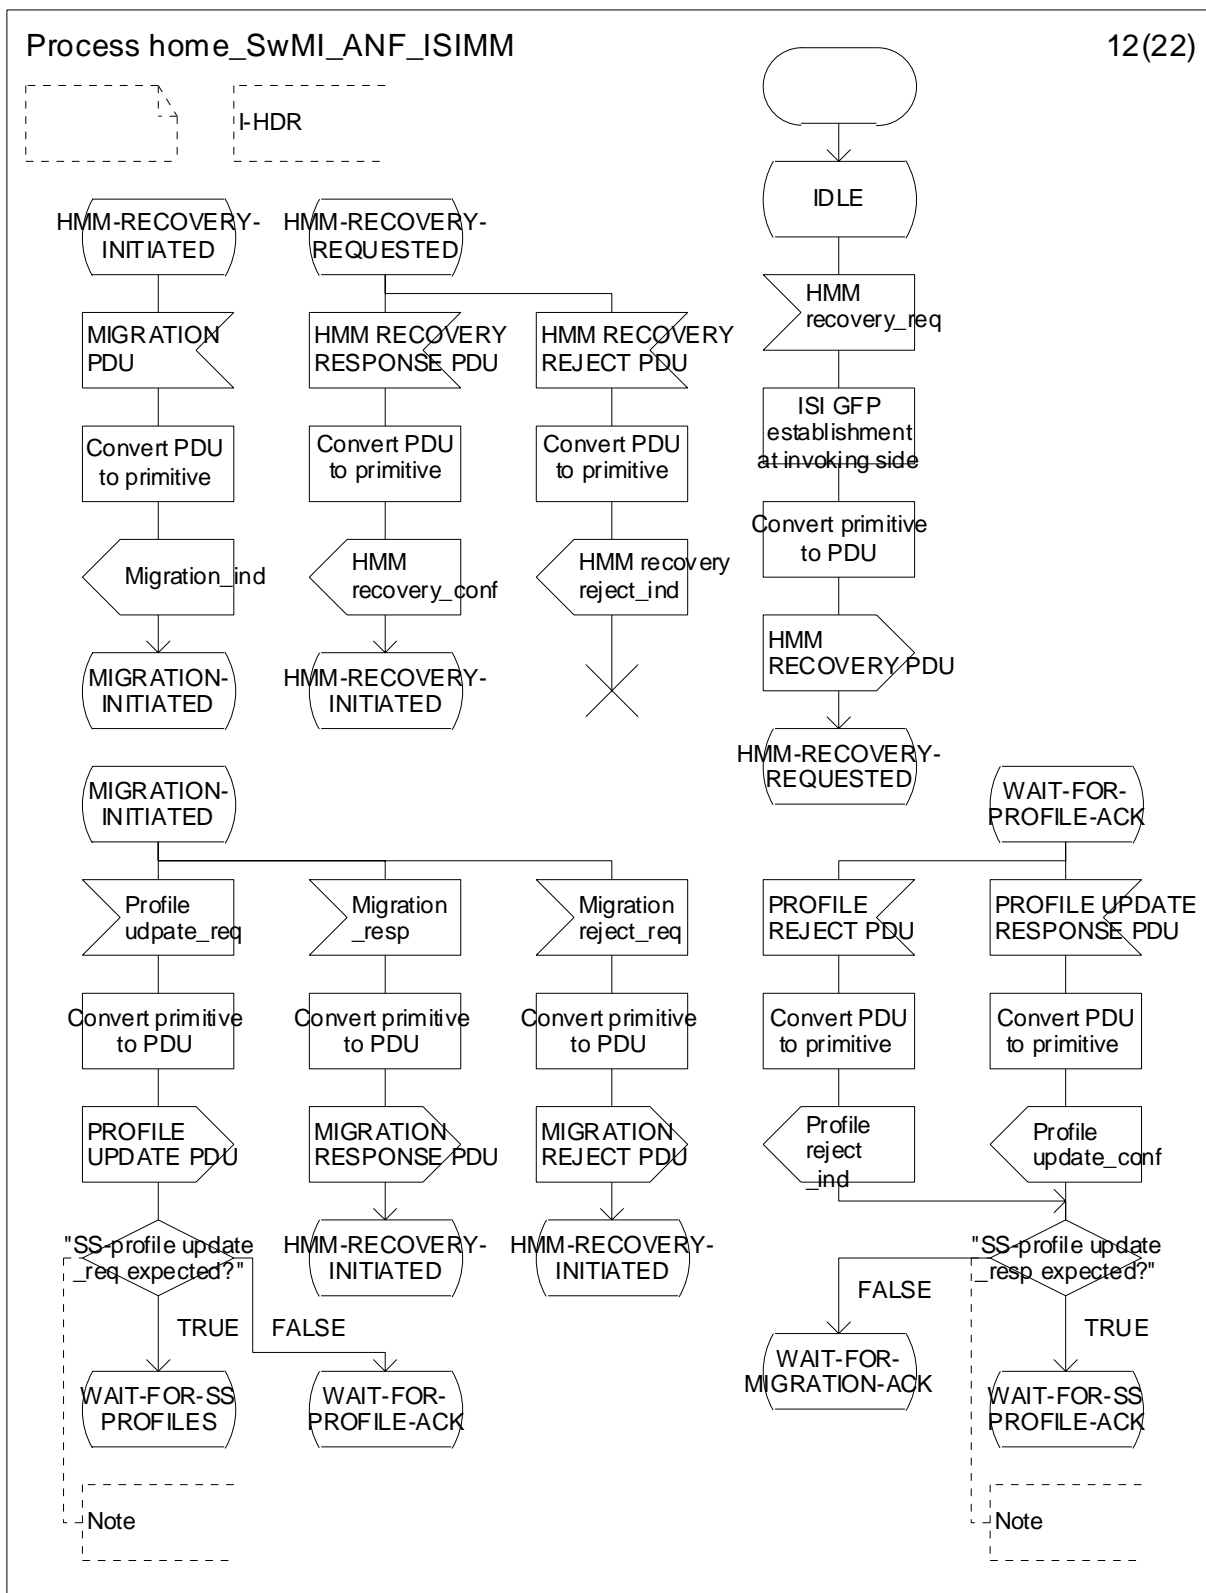 Process home_SwMI_ANF_ISIMM
12(22)
I-HDR
IDLE
HMM-RECOVERY-
INITIATED
HMM-RECOVERY-
REQUESTED
HMM
recovery_req
MIGRATION
PDU
HMM RECOVERY
RESPONSE PDU
HMM RECOVERY
REJECT PDU
ISI GFP
establishment
at invoking side
Convert PDU
to primitive
Convert PDU
to primitive
Convert PDU
to primitive
Convert primitive
to PDU
Migration_ind
HMM
recovery_conf
HMM recovery
reject_ind
HMM
RECOVERY PDU
MIGRATION-
INITIATED
HMM-RECOVERY-
INITIATED
HMM-RECOVERY-
REQUESTED
MIGRATION-
INITIATED
WAIT-FOR-
PROFILE-ACK
Profile
udpate_req
Migration
_resp
Migration
reject_req
PROFILE
REJECT PDU
PROFILE UPDATE
RESPONSE PDU
Convert primitive
to PDU
Convert primitive
to PDU
Convert primitive
to PDU
Convert PDU
to primitive
Convert PDU
to primitive
PROFILE
UPDATE PDU
MIGRATION
RESPONSE PDU
MIGRATION
REJECT PDU
Profile
reject
_ind
Profile
update_conf
"SS-profile update
_req expected?"
HMM-RECOVERY-
INITIATED
HMM-RECOVERY-
INITIATED
"SS-profile update
_resp expected?"
TRUE
FALSE
FALSE
TRUE
WAIT-FOR-SS
PROFILES
WAIT-FOR-
PROFILE-ACK
WAIT-FOR-
MIGRATION-ACK
WAIT-FOR-SS
PROFILE-ACK
Note
Note